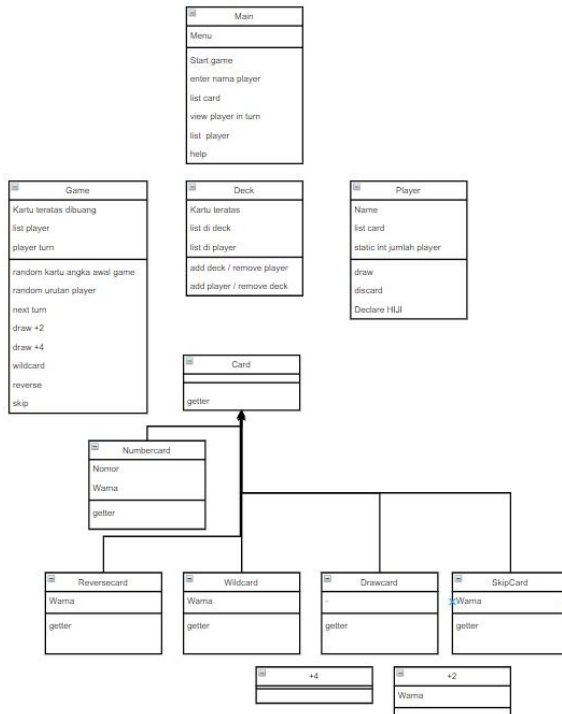 Main
Menu
Start game
enter nama player
list card
view player in turn
list player
help
Game
Kartu teratas dibuang
list player
player turn
random kartu angka awal game
random urutan player
next turn
draw +2
draw +4
wildcard
reverse
skip
Deck
Kartu teratas
list di deck
list di player
add deck / remove player
add player / remove deck
Player
Name
list card
static int jumlah player
draw
discard
Declare HIJI
Card
getter
Numbercard
Nomor
Warna
getter
Reversecard
Warna
getter
Wildcard
Warna
getter
Drawcard
-
getter
SkipCard
Warna
getter
+4
+2
Warna